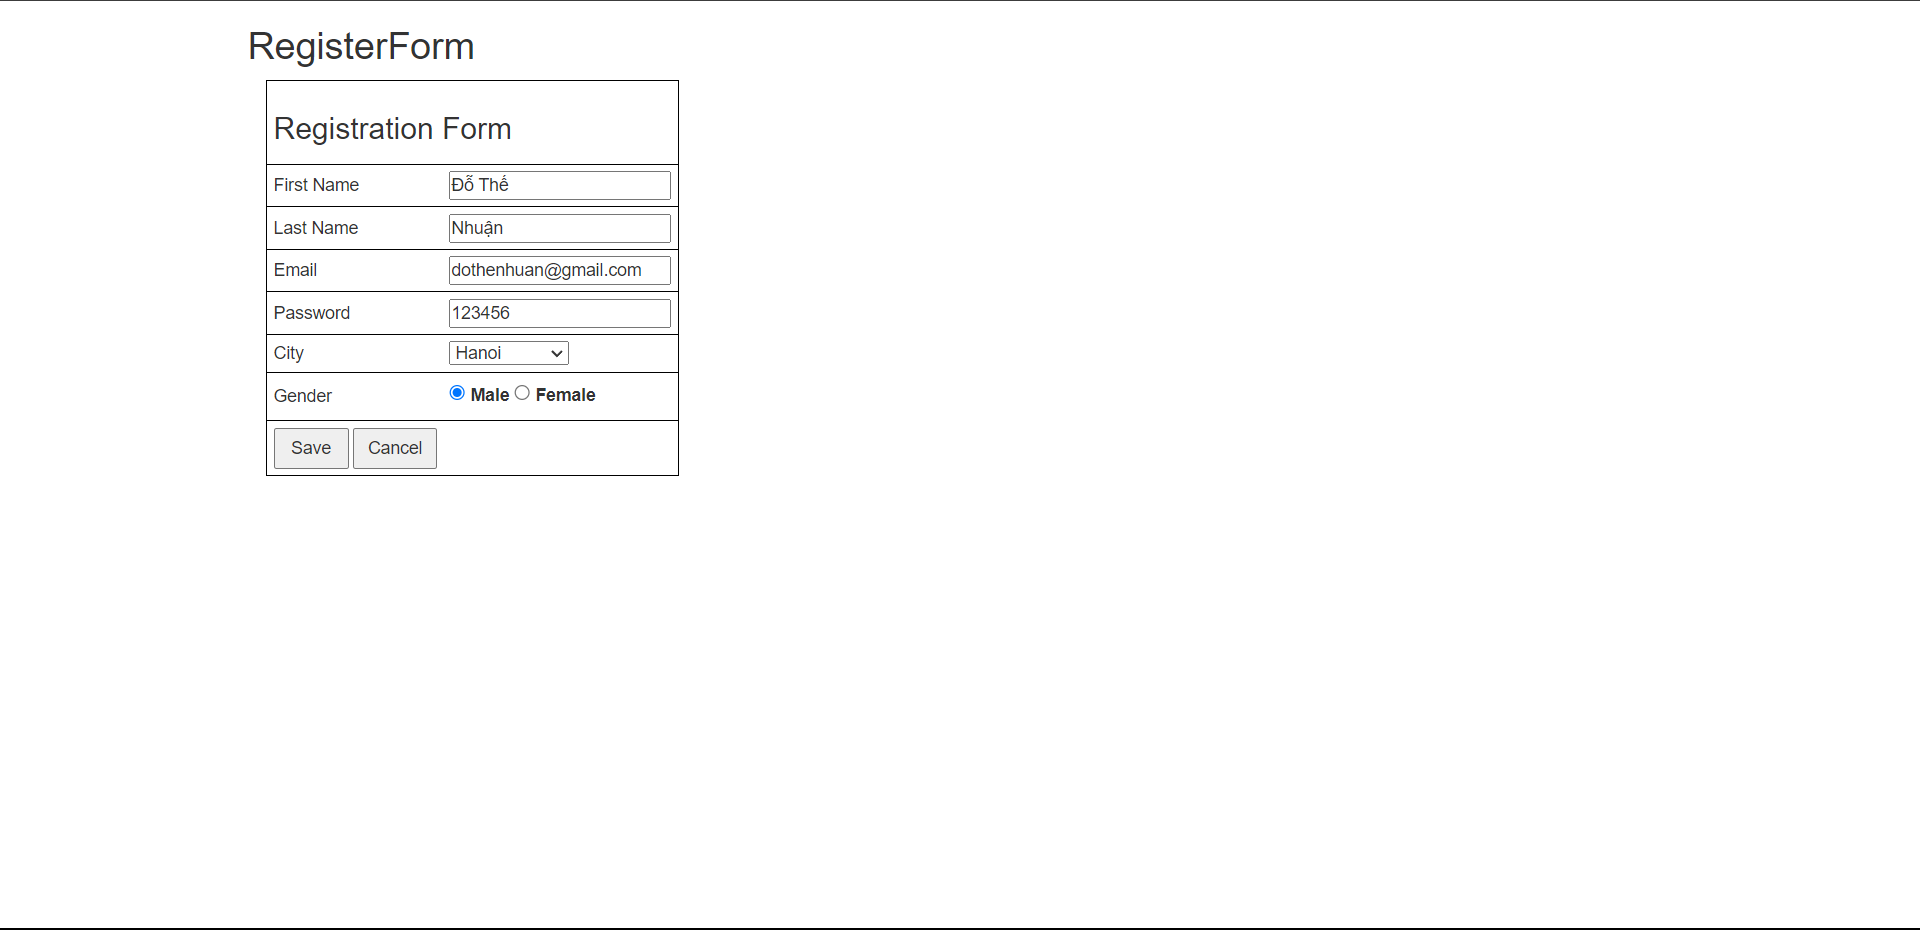 RegisterForm
Registration Form
First Name Đỗ Thế
Last Name Nhuận
Email dothenhuan@gmail.com
Password 123456
City Hanoi
Gender Male Female
Save Cancel